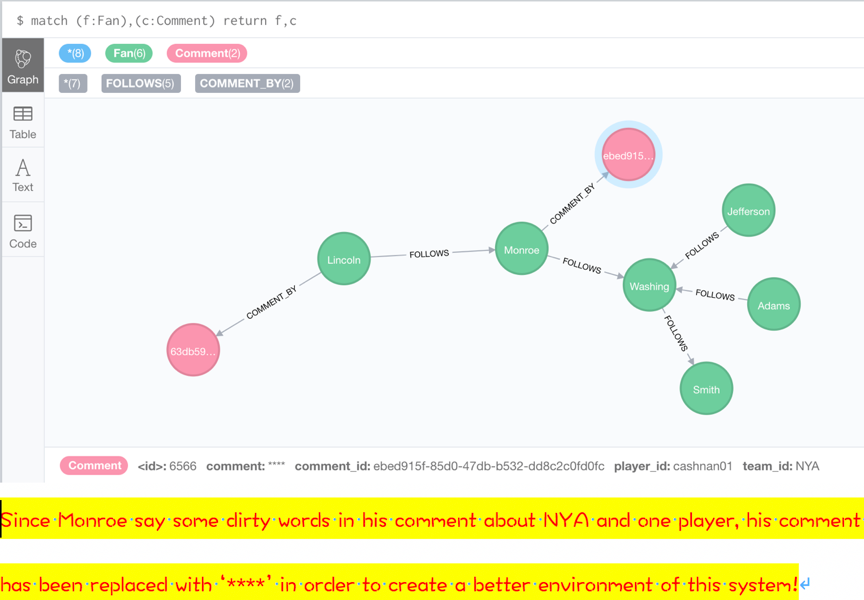 $ match (f:Fan),(c:Comment) return f,c
*(8) Fan(6) Comment(2)
Graph
*(7) FOLLOWS(5) COMMENT_BY(2)
Table
Text
Code
ebed915...
COMMENT_BY
Jefferson
FOLLOWS
Monroe
Lincoln
FOLLOWS
FOLLOWS
Washing
FOLLOWS
Adams
COMMENT_BY
FOLLOWS
63db59...
Smith
Comment <id>: 6566 comment: **** comment_id: ebed915f-85d0-47db-b532-dd8c2c0fd0fc player_id: cashnan01 team_id: NYA
Since Monroe say some dirty words in his comment about NYA and one player, his comment
has been replaced with ‘****’ in order to create a better environment of this system!